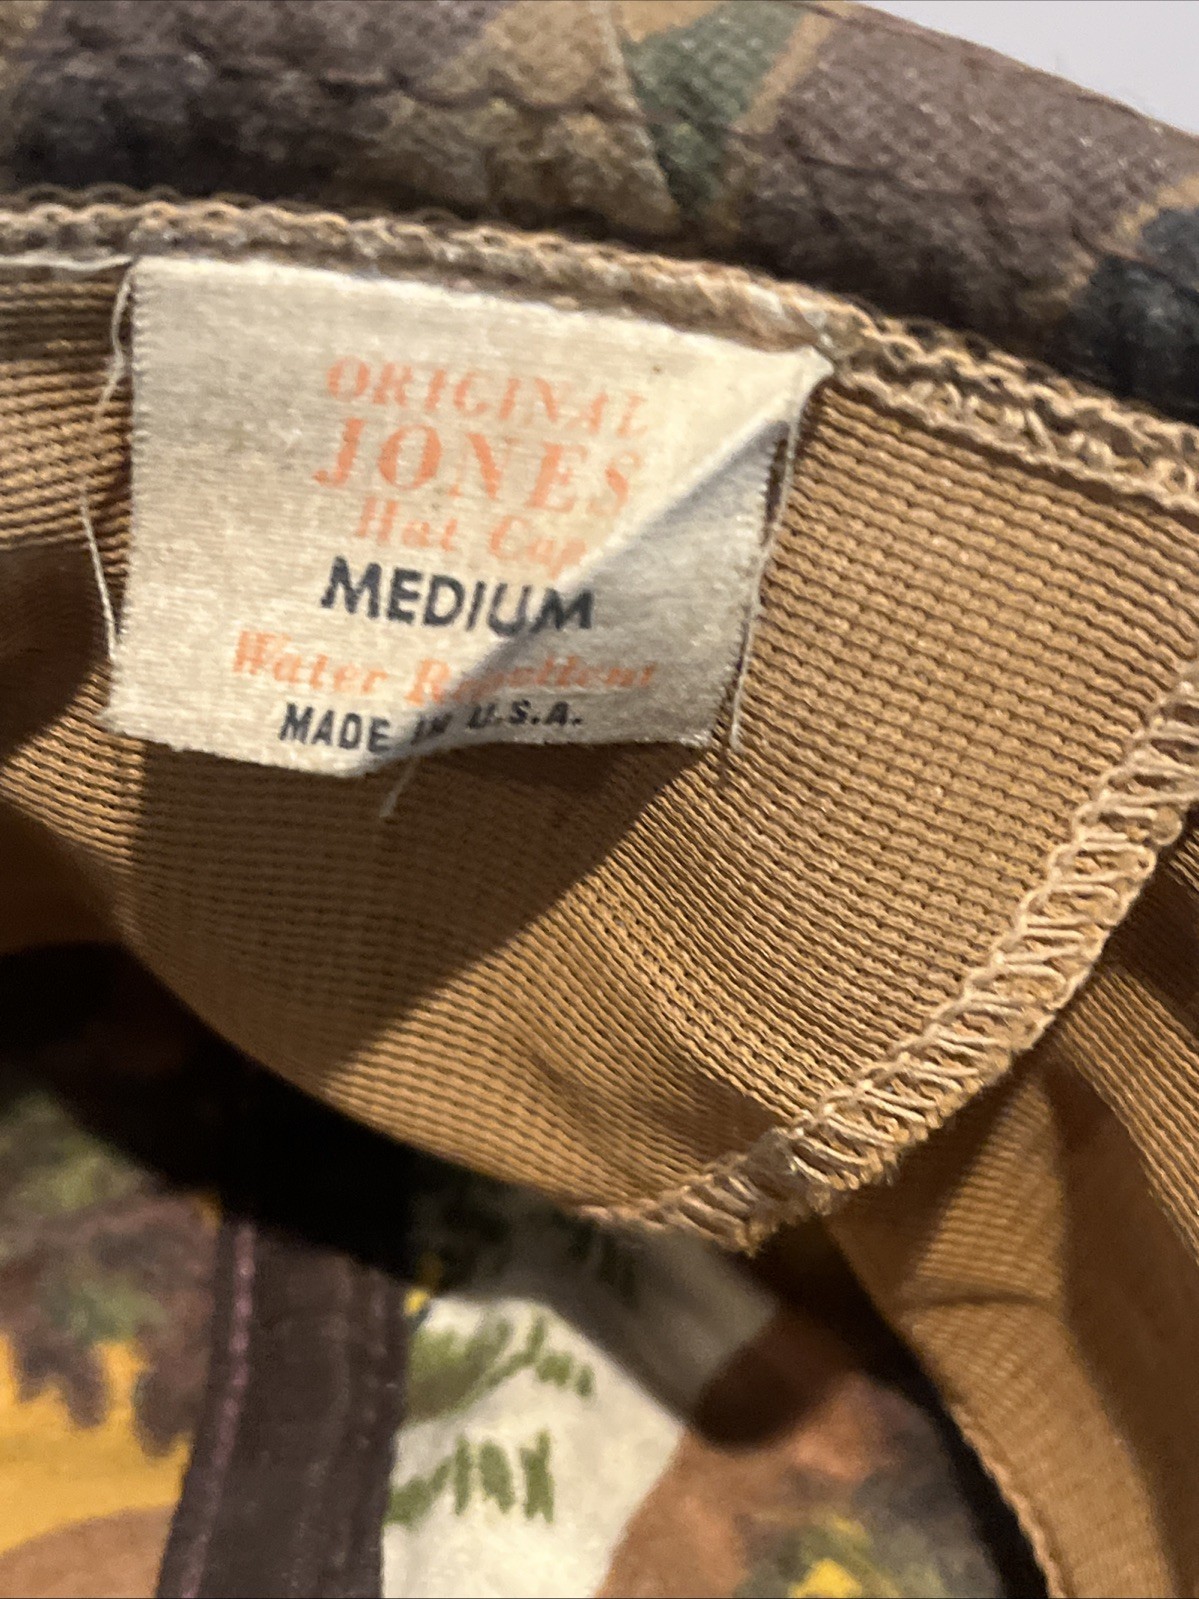 ORIGINAL
JONES
Hat Cap
MEDIUM
Water Repellent
MADE IN U.S.A.